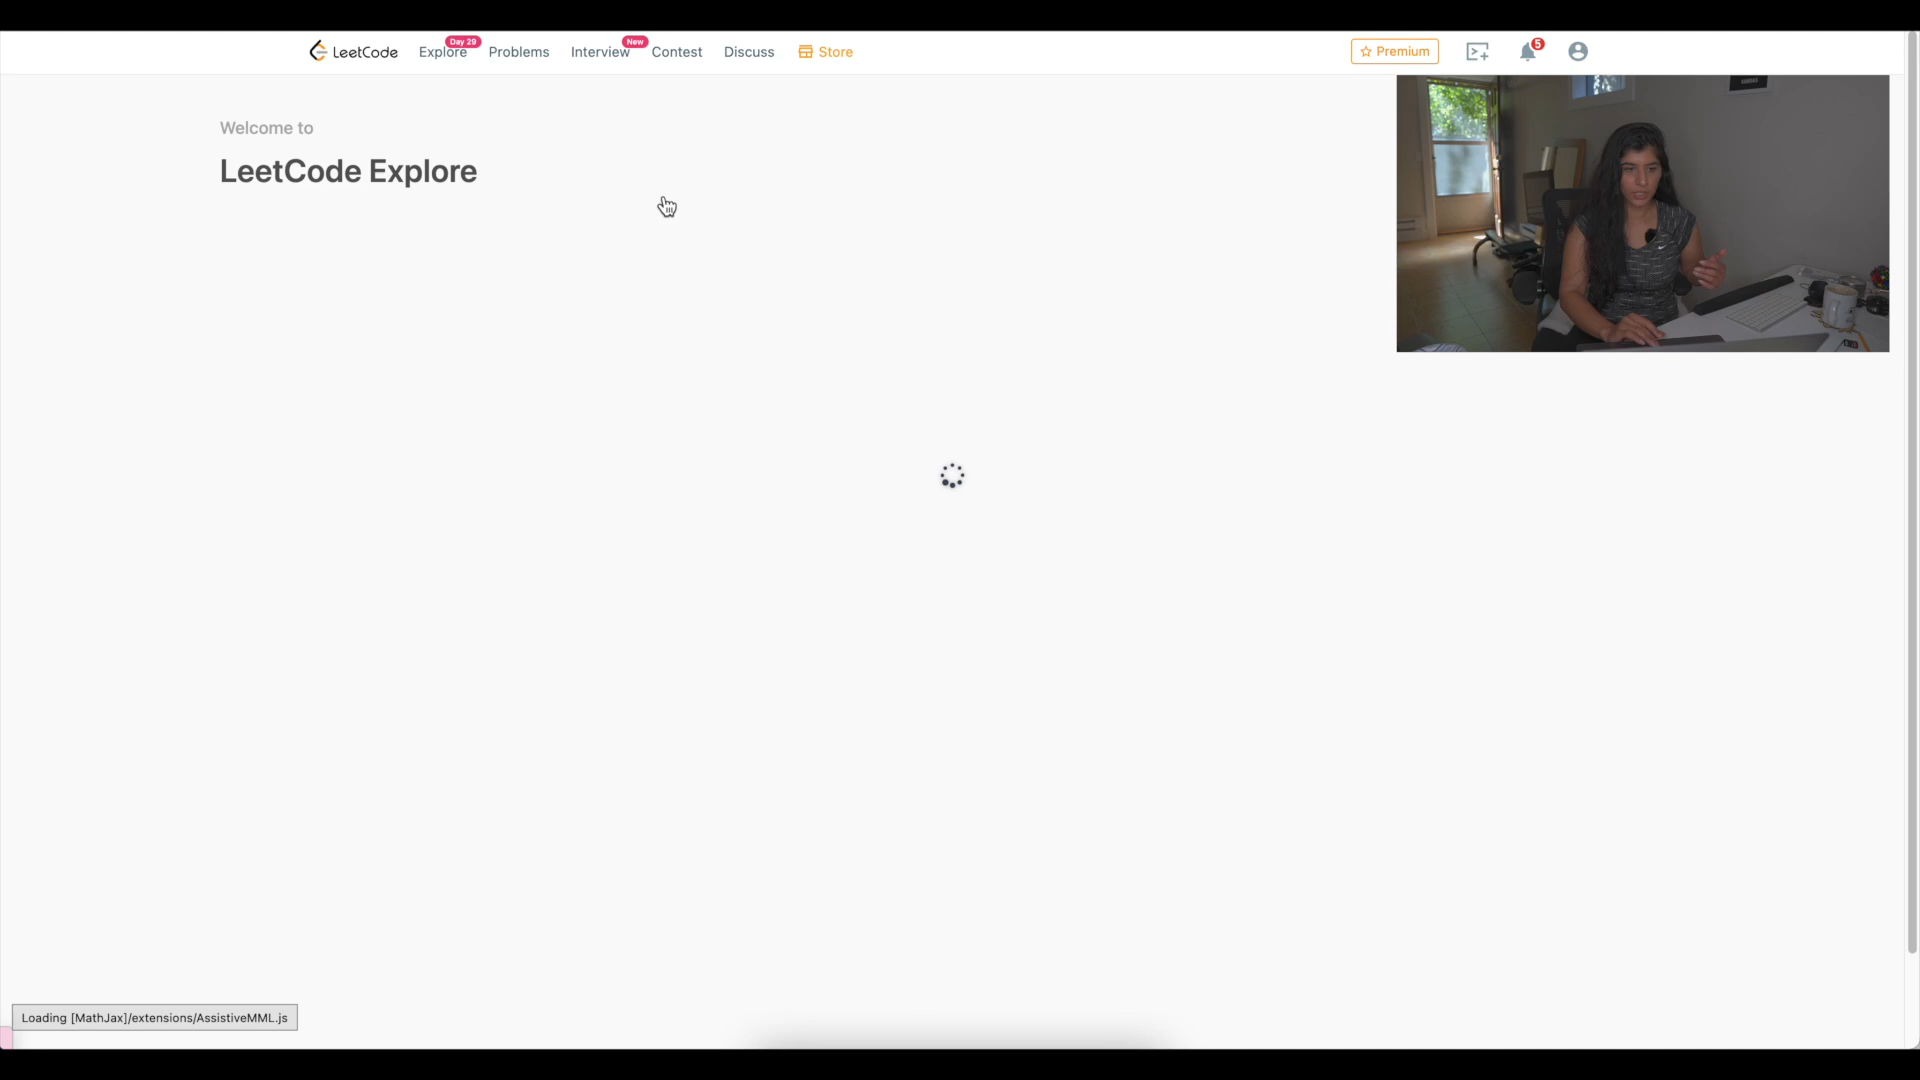 LeetCode Explore Day 29 Problems Interview New Contest Discuss Store Premium 5
Welcome to
LeetCode Explore
Loading [MathJax]/extensions/AssistiveMML.js